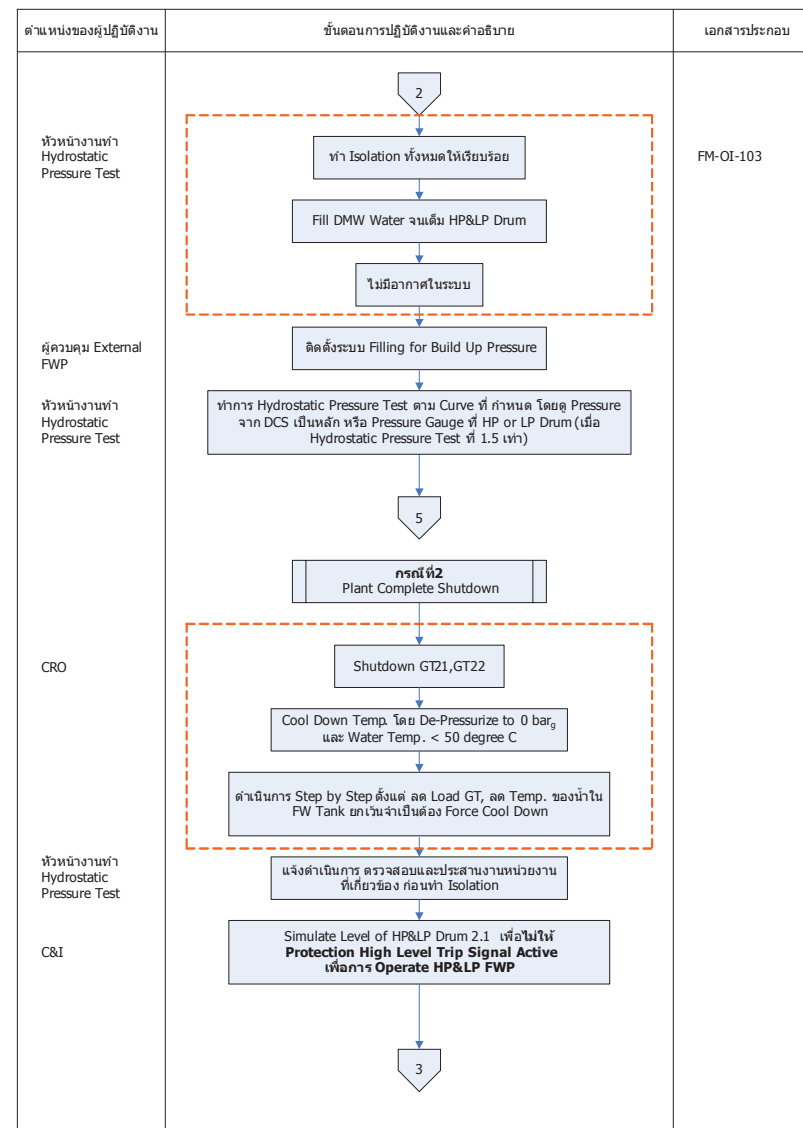 ตำแหน่งของผู้ปฏิบัติงาน
ขั้นตอนการปฏิบัติงานและคำอธิบาย
เอกสารประกอบ
2
หัวหน้างานทำ
Hydrostatic
Pressure Test
ทำ Isolation ทั้งหมดให้เรียบร้อย
FM-OI-103
Fill DMW Water จนเต็ม HP&LP Drum
ไม่มีอากาศในระบบ
ผู้ควบคุม External
FWP
ติดตั้งระบบ Filling for Build Up Pressure
หัวหน้างานทำ
Hydrostatic
Pressure Test
ทำการ Hydrostatic Pressure Test ตาม Curve ที่ กำหนด โดยดู Pressure
จาก DCS เป็นหลัก หรือ Pressure Gauge ที่ HP or LP Drum (เมื่อ
Hydrostatic Pressure Test ที่ 1.5 เท่า)
5
กรณีที่2
Plant Complete Shutdown
CRO
Shutdown GT21,GT22
Cool Down Temp. โดย De-Pressurize to 0 barg
และ Water Temp. < 50 degree C
ดำเนินการ Step by Step ตั้งแต่ ลด Load GT, ลด Temp. ของน้ำใน
FW Tank ยกเว้นจำเป็นต้อง Force Cool Down
หัวหน้างานทำ
Hydrostatic
Pressure Test
แจ้งดำเนินการ ตรวจสอบและประสานงานหน่วยงาน
ที่เกี่ยวข้อง ก่อนทำ Isolation
C&I
Simulate Level of HP&LP Drum 2.1 เพื่อไม่ให้
Protection High Level Trip Signal Active
เพื่อการ Operate HP&LP FWP
3